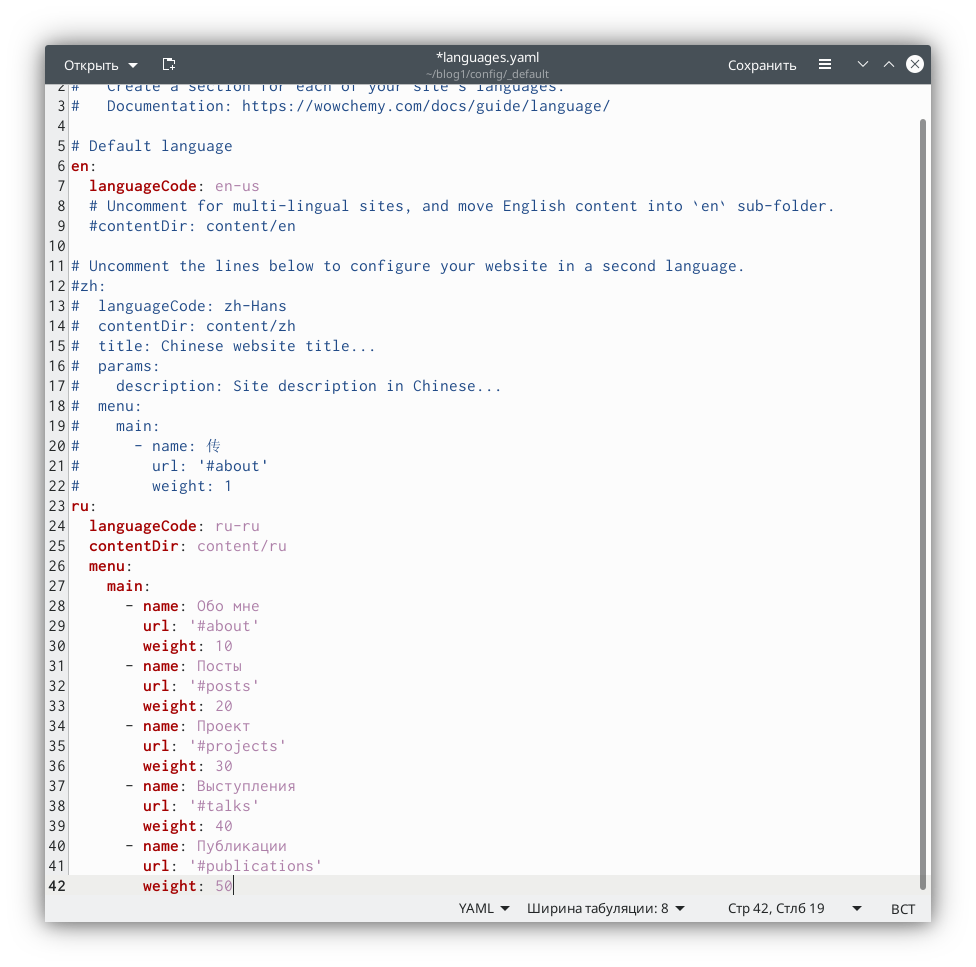 Открыть
*languages.yaml
~/blog1/config/_default
Сохранить
2 #   Create a section for each of your site's languages.
3 #   Documentation: https://wowchemy.com/docs/guide/language/
4
5 # Default language
6 en:
7   languageCode: en-us
8   # Uncomment for multi-lingual sites, and move English content into `en` sub-folder.
9   #contentDir: content/en
10
11 # Uncomment the lines below to configure your website in a second language.
12 #zh:
13 #  languageCode: zh-Hans
14 #  contentDir: content/zh
15 #  title: Chinese website title...
16 #  params:
17 #    description: Site description in Chinese...
18 #  menu:
19 #    main:
20 #      - name: 传
21 #        url: '#about'
22 #        weight: 1
23 ru:
24   languageCode: ru-ru
25   contentDir: content/ru
26   menu:
27     main:
28       - name: Обо мне
29         url: '#about'
30         weight: 10
31       - name: Посты
32         url: '#posts'
33         weight: 20
34       - name: Проект
35         url: '#projects'
36         weight: 30
37       - name: Выступления
38         url: '#talks'
39         weight: 40
40       - name: Публикации
41         url: '#publications'
42         weight: 50
YAML Ширина табуляции: 8 Стр 42, Стлб 19 ВСТ